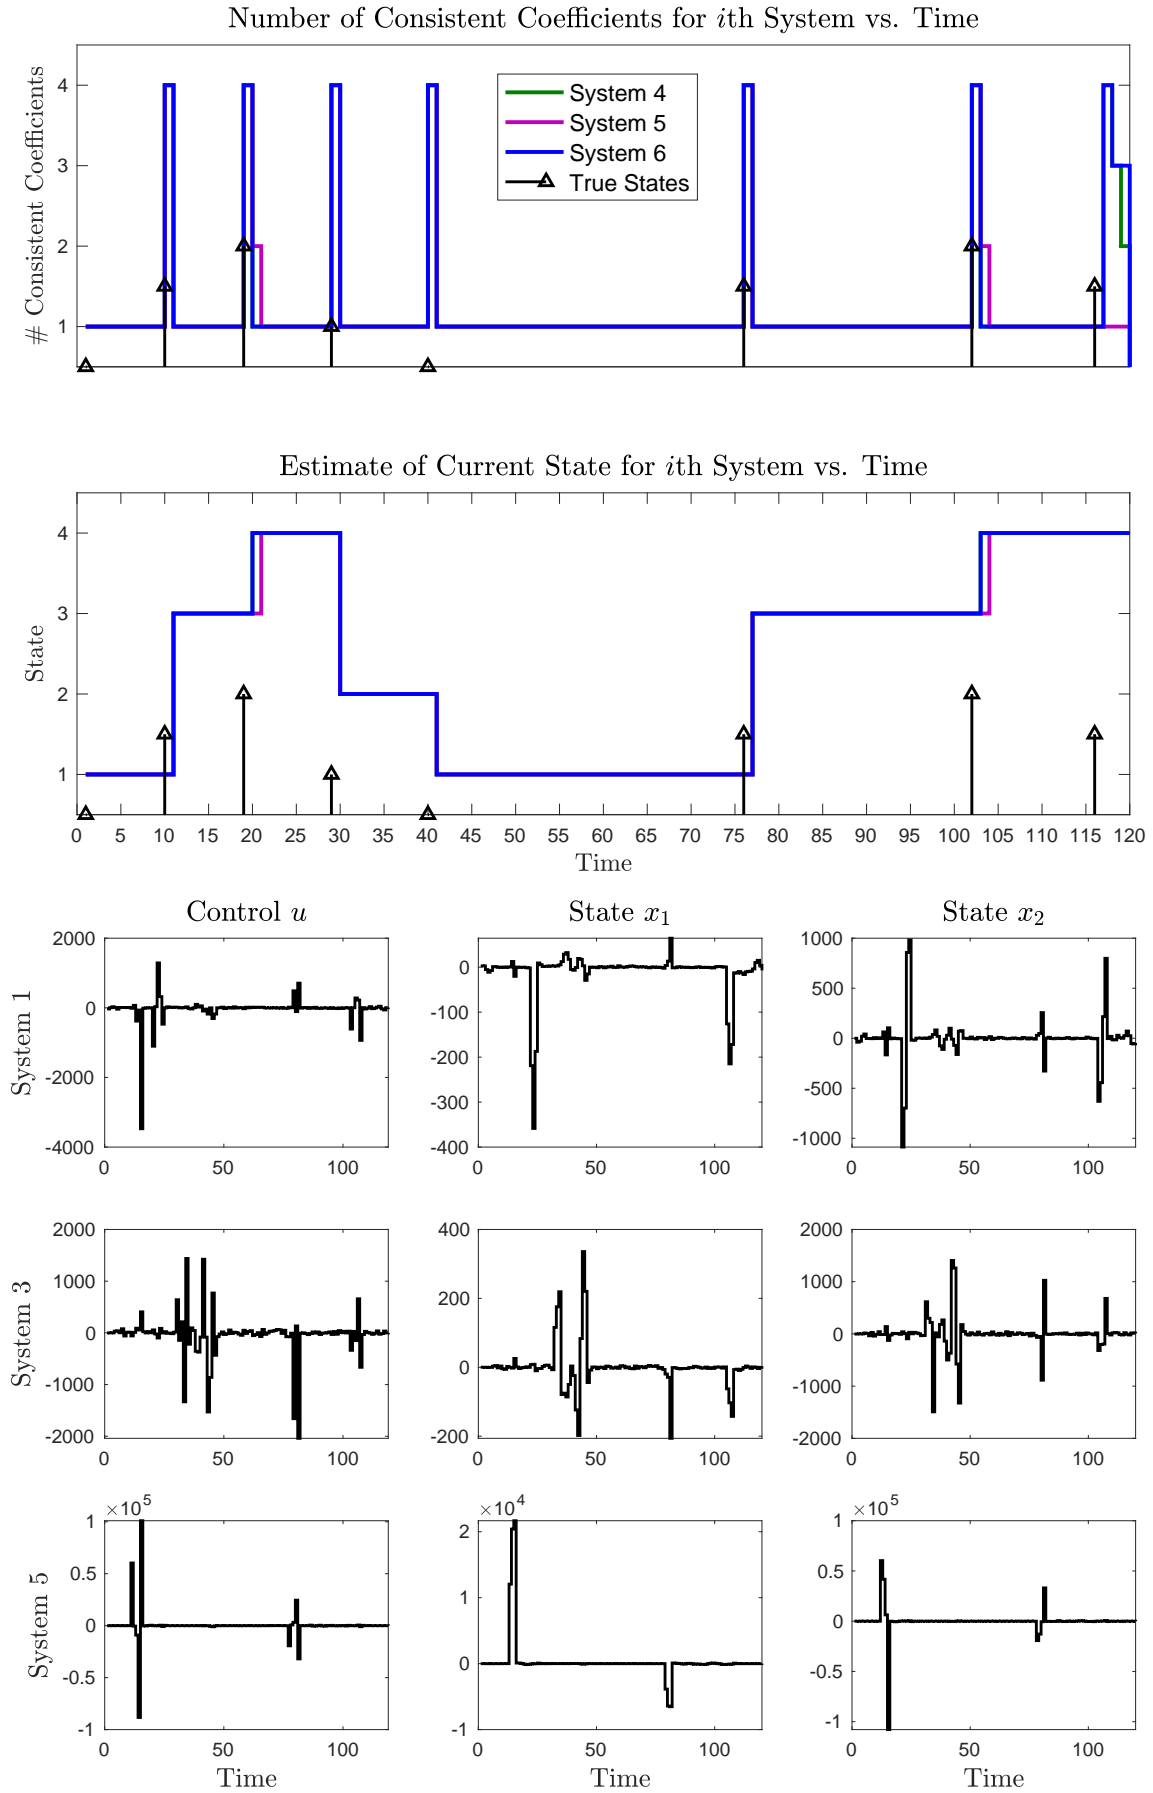 Number of Consistent Coefficients for ith System vs. Time
# Consistent Coefficients
4
3
2
1
System 4
System 5
System 6
True States
Estimate of Current State for ith System vs. Time
State
4
3
2
1
0 5 10 15 20 25 30 35 40 45 50 55 60 65 70 75 80 85 90 95 100 105 110 115 120
Time
Control u State x₁ State x₂
System 1
2000
0
-2000
-4000
0 50 100
0
-100
-200
-300
-400
0 50 100
1000
500
0
-500
-1000
0 50 100
System 3
2000
1000
0
-1000
-2000
0 50 100
400
200
0
-200
0 50 100
2000
1000
0
-1000
-2000
0 50 100
System 5
×10⁵
1
0.5
0
-0.5
-1
0 50 100
Time
×10⁴
2
1
0
-1
0 50 100
Time
×10⁵
1
0.5
0
-0.5
-1
0 50 100
Time